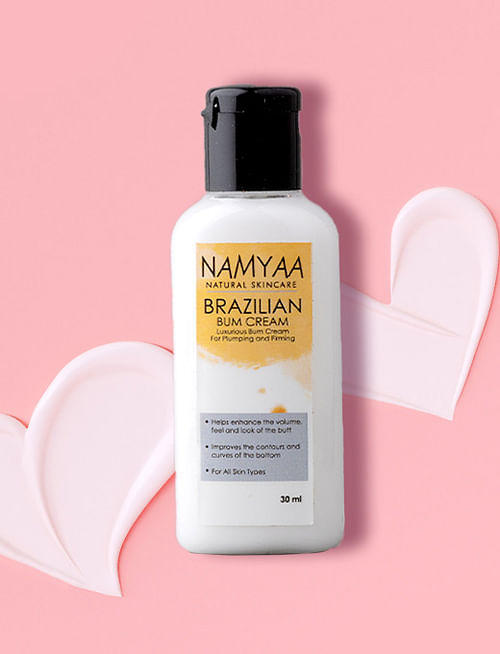 NAMYAA
NATURAL SKINCARE
BRAZILIAN
BUM CREAM
Luxurious Bum Cream
For Plumping and Firming
• Helps enhance the volume,
feel and look of the butt
• Improves the contours and
curves of the bottom
• For All Skin Types
30 ml